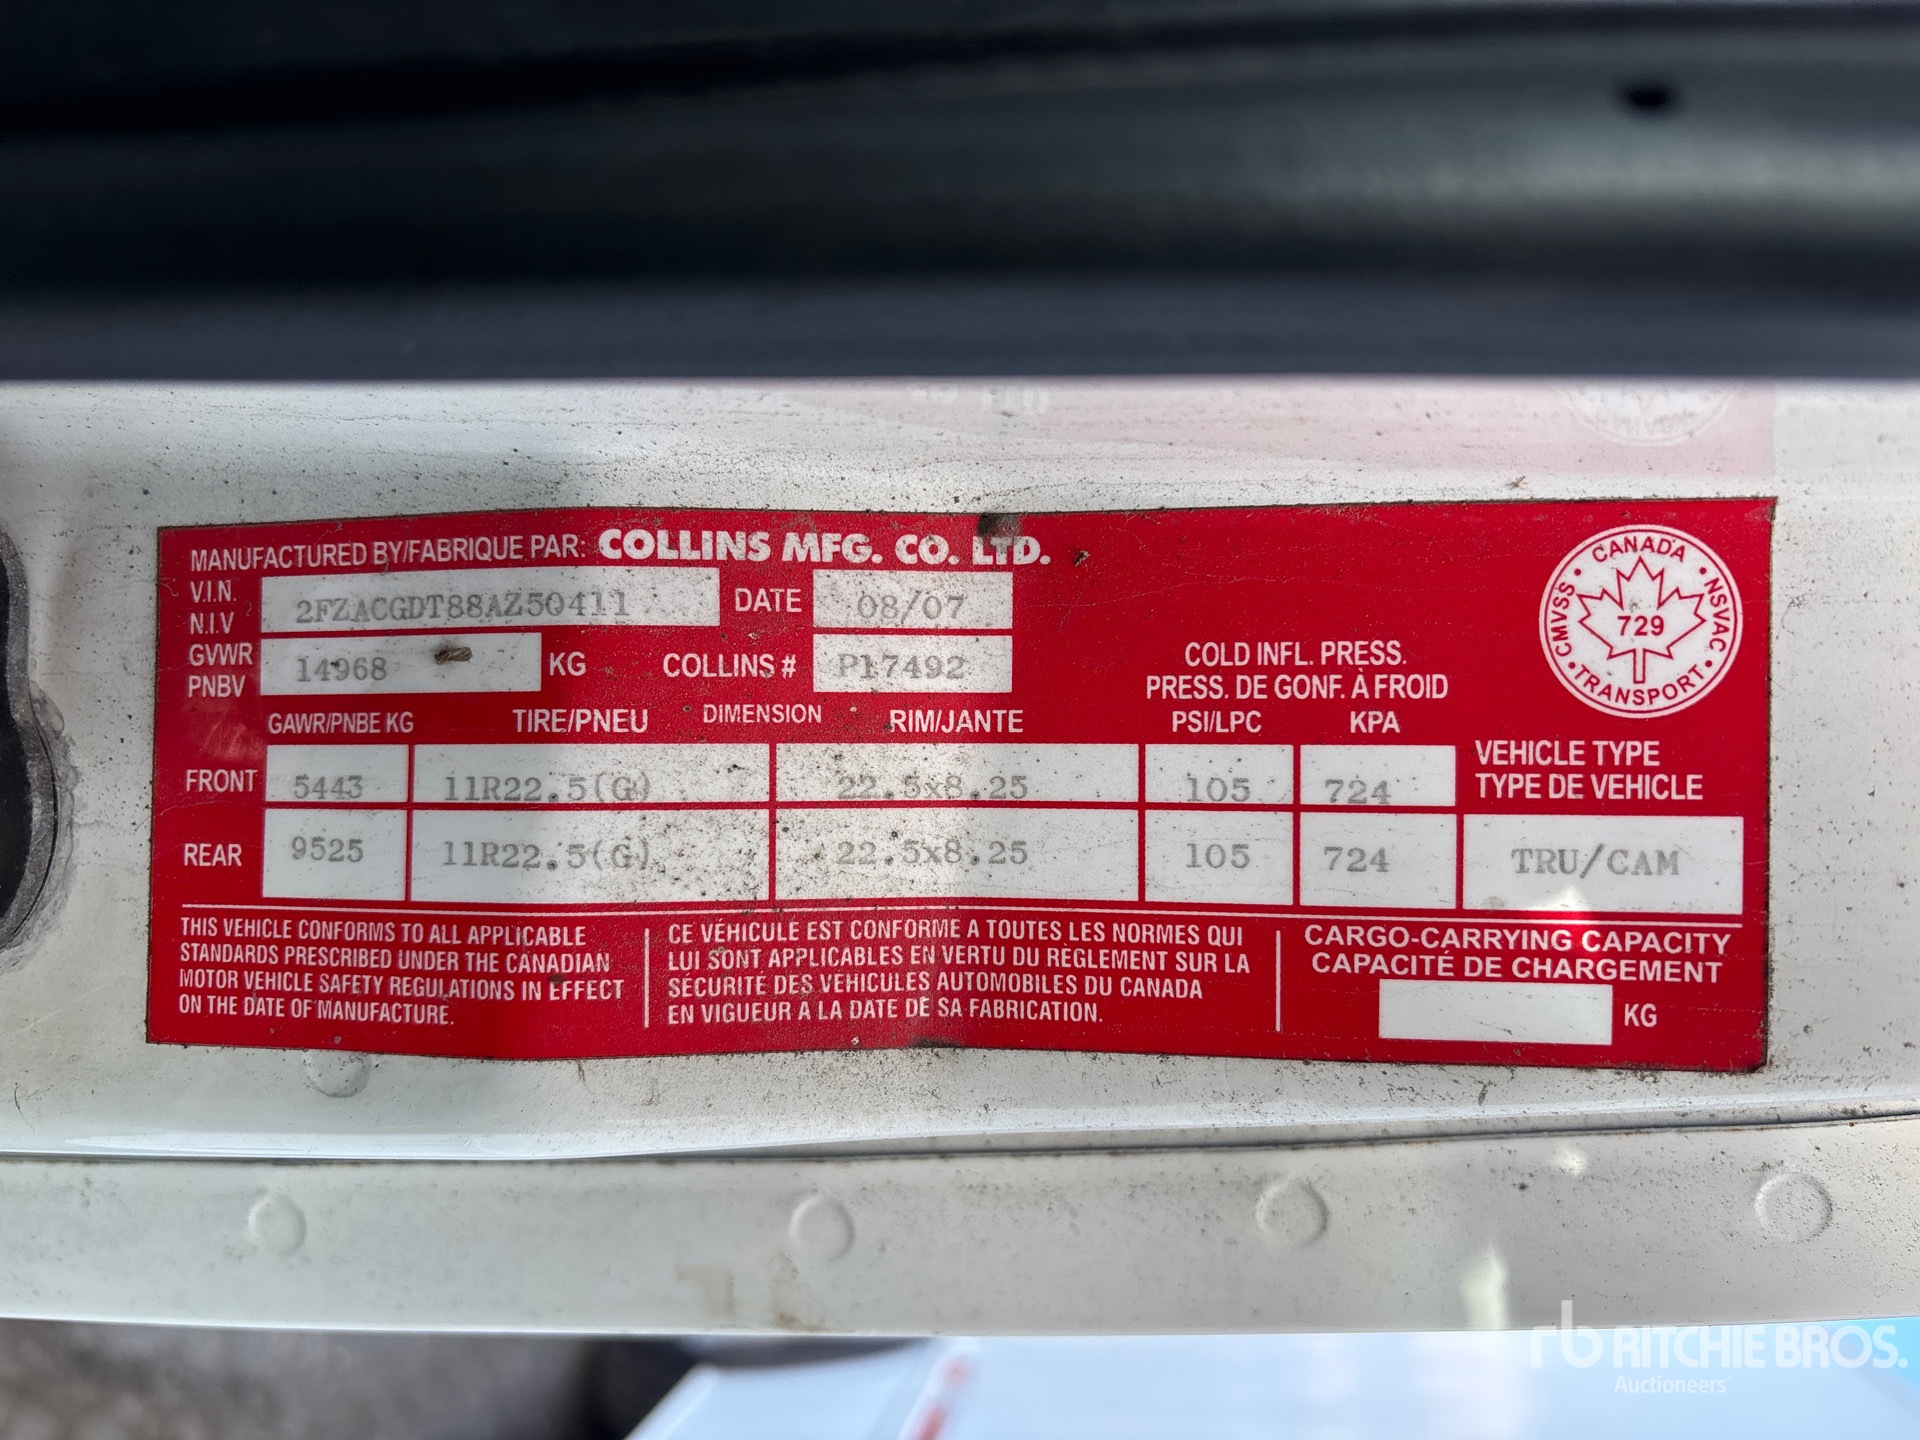 MANUFACTURED BY/FABRIQUE PAR: COLLINS MFG. CO. LTD.
V.I.N. N.I.V 2FZACGDT88AZ50411 DATE 08/07
GVWR PNBV 14968 KG COLLINS # P17492
COLD INFL. PRESS.
PRESS. DE GONF. À FROID
GAWR/PNBE KG TIRE/PNEU DIMENSION RIM/JANTE PSI/LPC KPA
FRONT 5443 11R22.5(G) 22.5x8.25 105 724
REAR 9525 11R22.5(G) 22.5x8.25 105 724
VEHICLE TYPE
TYPE DE VEHICLE
TRU/CAM
CANADA
CMVSS • 729 • NSVAC
TRANSPORT
THIS VEHICLE CONFORMS TO ALL APPLICABLE
STANDARDS PRESCRIBED UNDER THE CANADIAN
MOTOR VEHICLE SAFETY REGULATIONS IN EFFECT
ON THE DATE OF MANUFACTURE.
CE VÉHICULE EST CONFORME A TOUTES LES NORMES QUI
LUI SONT APPLICABLES EN VERTU DU RÈGLEMENT SUR LA
SÉCURITÉ DES VÉHICULES AUTOMOBILES DU CANADA
EN VIGUEUR A LA DATE DE SA FABRICATION.
CARGO-CARRYING CAPACITY
CAPACITÉ DE CHARGEMENT
KG
rb RITCHIE BROS.
Auctioneers